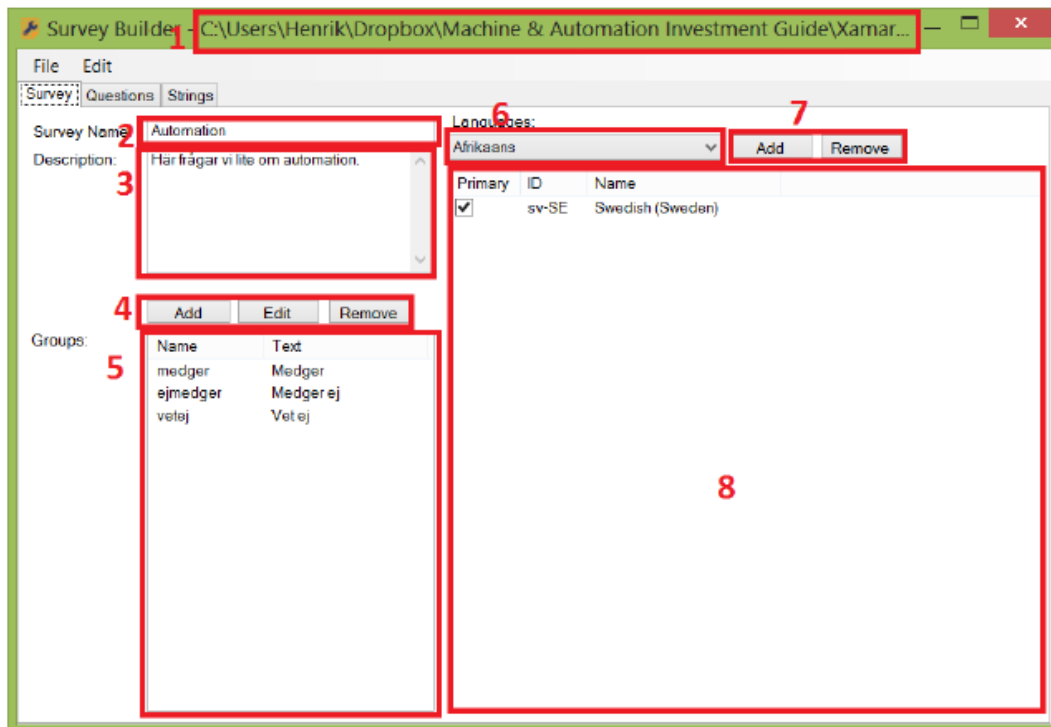 Survey Builder - C:\Users\Henrik\Dropbox\Machine & Automation Investment Guide\Xamar...
1
File Edit
Survey Questions Strings
Survey Name
2
Automation
Description:
3
Här frågar vi lite om automation.
4
Add Edit Remove
Groups:
5
Name Text
medger Medger
ejmedger Medger ej
vetej Vet ej
Languages:
6
Afrikaans
7
Add Remove
Primary ID Name
sv-SE Swedish (Sweden)
8